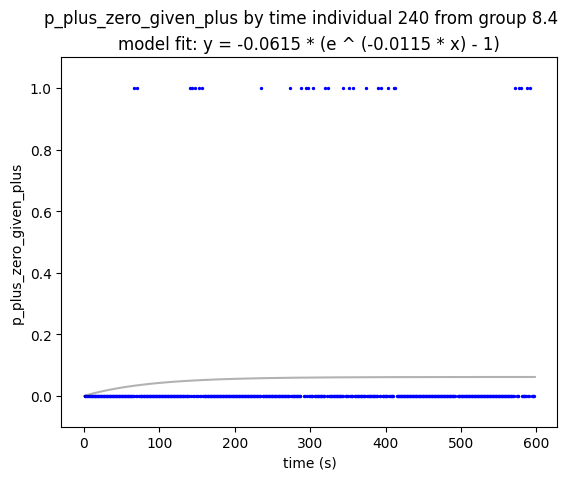 p_plus_zero_given_plus by time individual 240 from group 8.4
model fit: y = -0.0615 * (e ^ (-0.0115 * x) - 1)
1.0
0.8
0.6
0.4
0.2
0.0
p_plus_zero_given_plus
0 100 200 300 400 500 600
time (s)